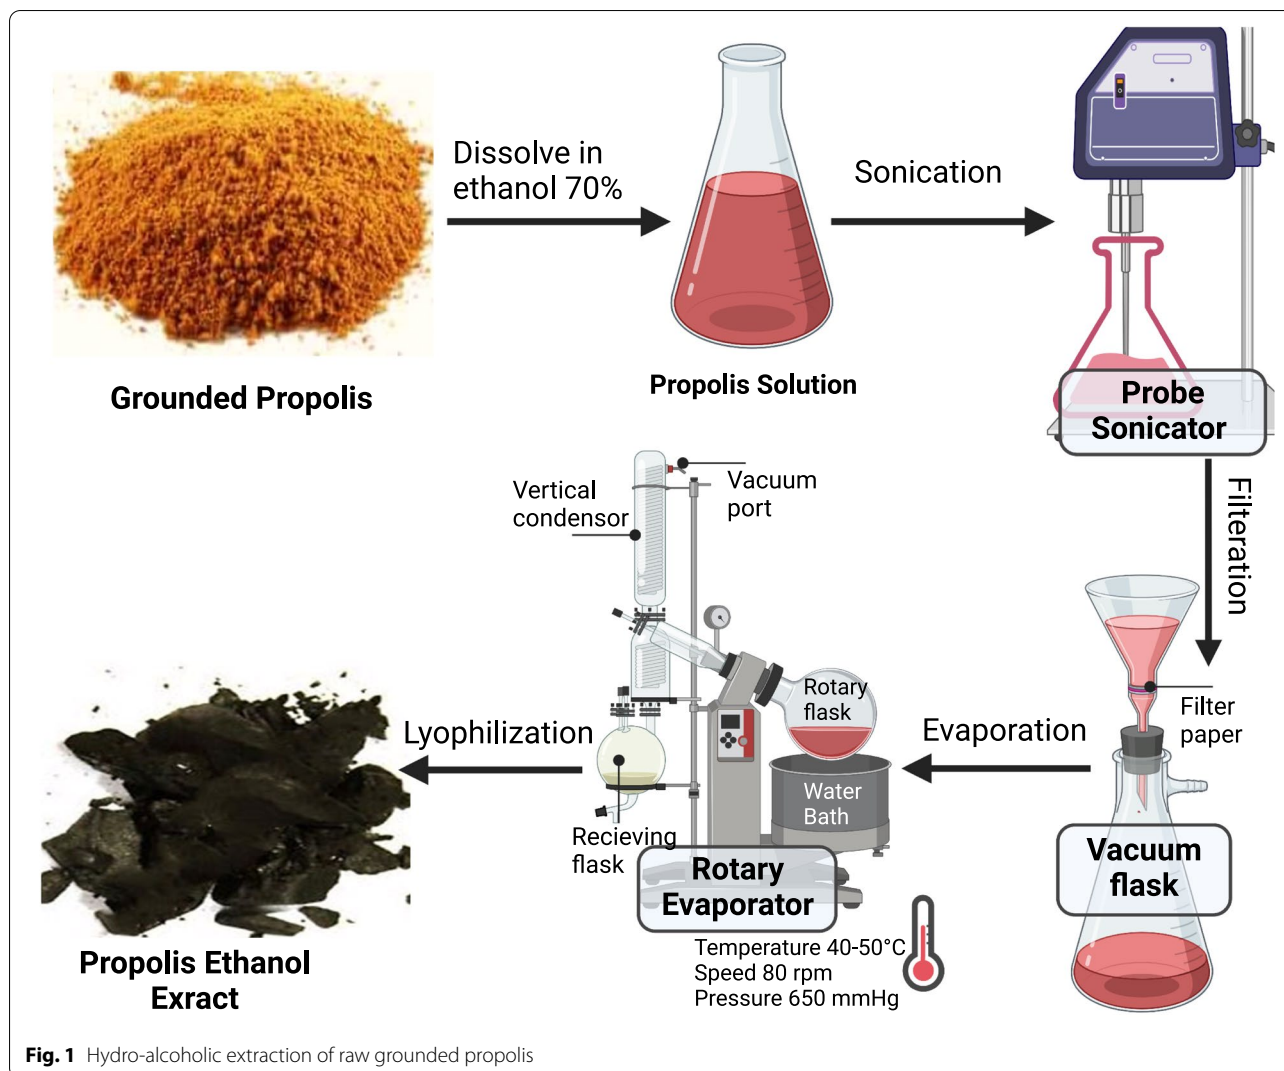 Dissolve in
ethanol 70%
Sonication
Grounded Propolis
Propolis Solution
Probe
Sonicator
Filteration
Vertical
condensor
Vacuum
port
Rotary
flask
Filter
paper
Evaporation
Lyophilization
Water
Bath
Recieving
flask
Rotary
Evaporator
Vacuum
flask
Temperature 40-50°C
Speed 80 rpm
Pressure 650 mmHg
Propolis Ethanol
Exract
Fig. 1 Hydro-alcoholic extraction of raw grounded propolis